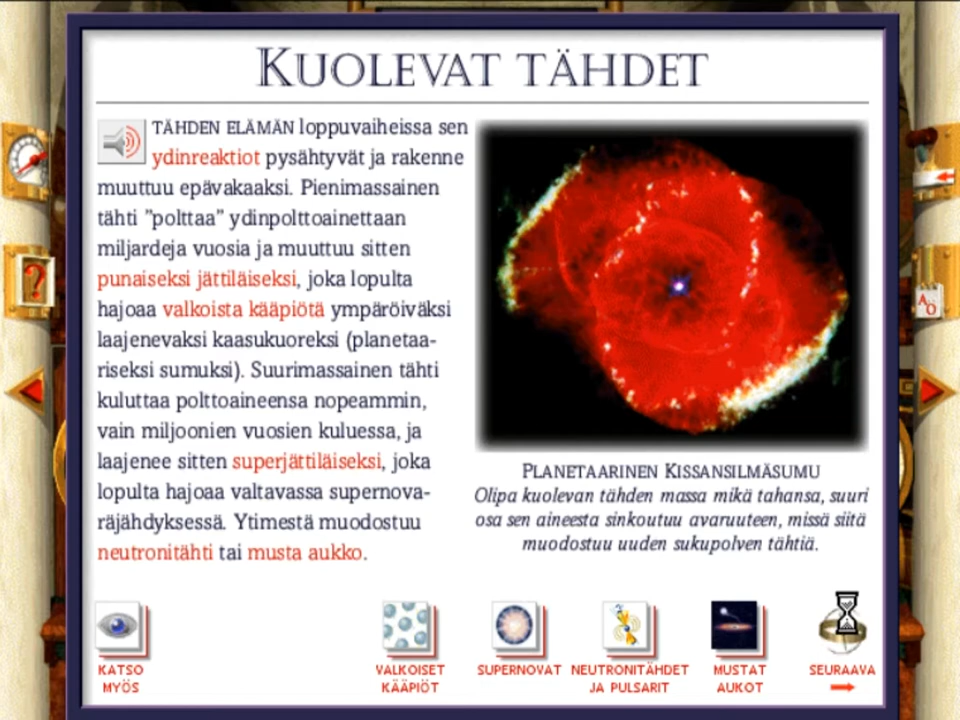 KUOLEVAT TÄHDET
TÄHDEN ELÄMÄN loppuvaiheissa sen
ydinreaktiot pysähtyvät ja rakenne
muuttuu epävakaaksi. Pienimassainen
tähti ”polttaa” ydinpolttoainettaan
miljardeja vuosia ja muuttuu sitten
punaiseksi jättiläiseksi, joka lopulta
hajoaa valkoista kääpiötä ympäröiväksi
laajenevaksi kaasukuoreksi (planetaa-
riseksi sumuksi). Suurimassainen tähti
kuluttaa polttoaineensa nopeammin,
vain miljoonien vuosien kuluessa, ja
laajenee sitten superjättiläiseksi, joka
lopulta hajoaa valtavassa supernova-
räjähdyksessä. Ytimestä muodostuu
neutronitähti tai musta aukko.
PLANETAARINEN KISSANSILMÄSUMU
Olipa kuolevan tähden massa mikä tahansa, suuri
osa sen aineesta sinkoutuu avaruuteen, missä siitä
muodostuu uuden sukupolven tähtiä.
KATSO
MYÖS
VALKOISET
KÄÄPIÖT
SUPERNOVAT
NEUTRONITÄHDET
JA PULSARIT
MUSTAT
AUKOT
SEURAAVA
?
AÖ